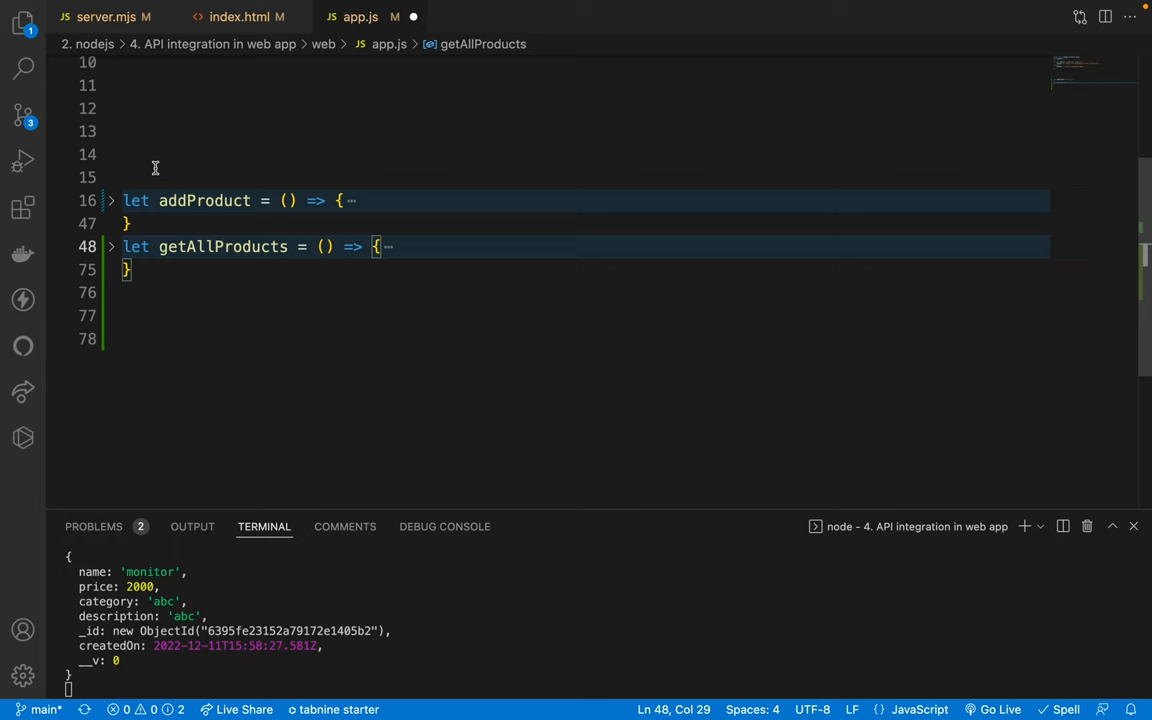 JS server.mjs M <> index.html M JS app.js M
2. nodejs > 4. API integration in web app > web > JS app.js > getAllProducts
10
11
12
13
14
15
16 > let addProduct = () => { ⋯
47 }
48 > let getAllProducts = () => { ⋯
75 }
76
77
78
1
3
PROBLEMS 2 OUTPUT TERMINAL COMMENTS DEBUG CONSOLE node - 4. API integration in web app
{
name: 'monitor',
price: 2000,
category: 'abc',
description: 'abc',
_id: new ObjectId("6395fe23152a79172e1405b2"),
createdOn: 2022-12-11T15:58:27.581Z,
__v: 0
}
main* 0 0 2 Live Share tabnine starter Ln 48, Col 29 Spaces: 4 UTF-8 LF {} JavaScript Go Live Spell